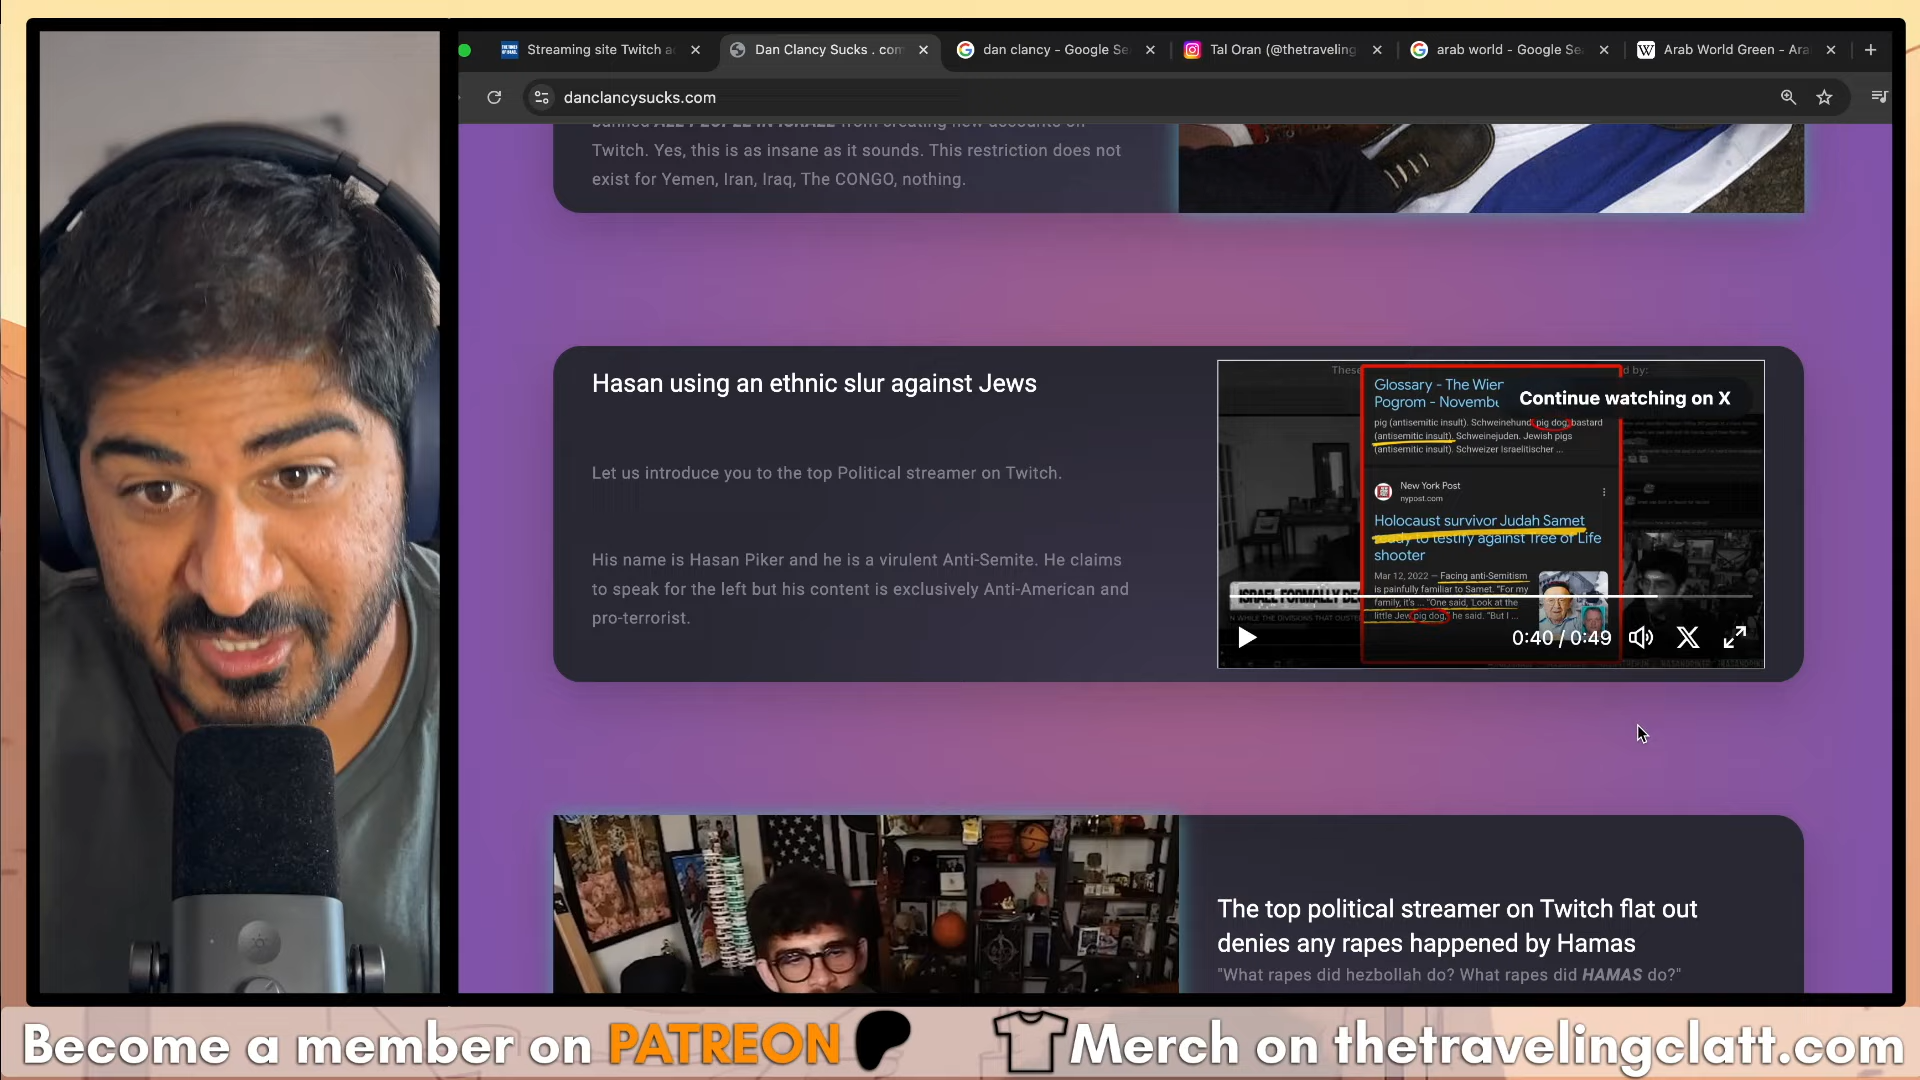 Streaming site Twitch a
Dan Clancy Sucks . com
dan clancy - Google Se
Tal Oran (@thetraveling
arab world - Google Se
Arab World Green - Ara
danclancysucks.com
Twitch. Yes, this is as insane as it sounds. This restriction does not
exist for Yemen, Iran, Iraq, The CONGO, nothing.
Hasan using an ethnic slur against Jews
Let us introduce you to the top Political streamer on Twitch.
His name is Hasan Piker and he is a virulent Anti-Semite. He claims
to speak for the left but his content is exclusively Anti-American and
pro-terrorist.
These
d by:
Glossary - The Wien
Pogrom - Novembe
Continue watching on X
pig (antisemitic insult). Schweinehund pig dog, bastard
(antisemitic insult). Schweinejuden. Jewish pigs
(antisemitic insult). Schweizer Israelitischer ...
New York Post
nypost.com
Holocaust survivor Judah Samet
ready to testify against Tree of Life
shooter
Mar 12, 2022 — Facing anti-Semitism
is painfully familiar to Samet. "For my
family, it's ... "One said, 'Look at the
little Jew pig dog,' he said. "But I ...
ISRAEL FORMALLY DE
0:40 / 0:49
The top political streamer on Twitch flat out
denies any rapes happened by Hamas
"What rapes did hezbollah do? What rapes did HAMAS do?"
Become a member on PATREON
Merch on thetravelingclatt.com